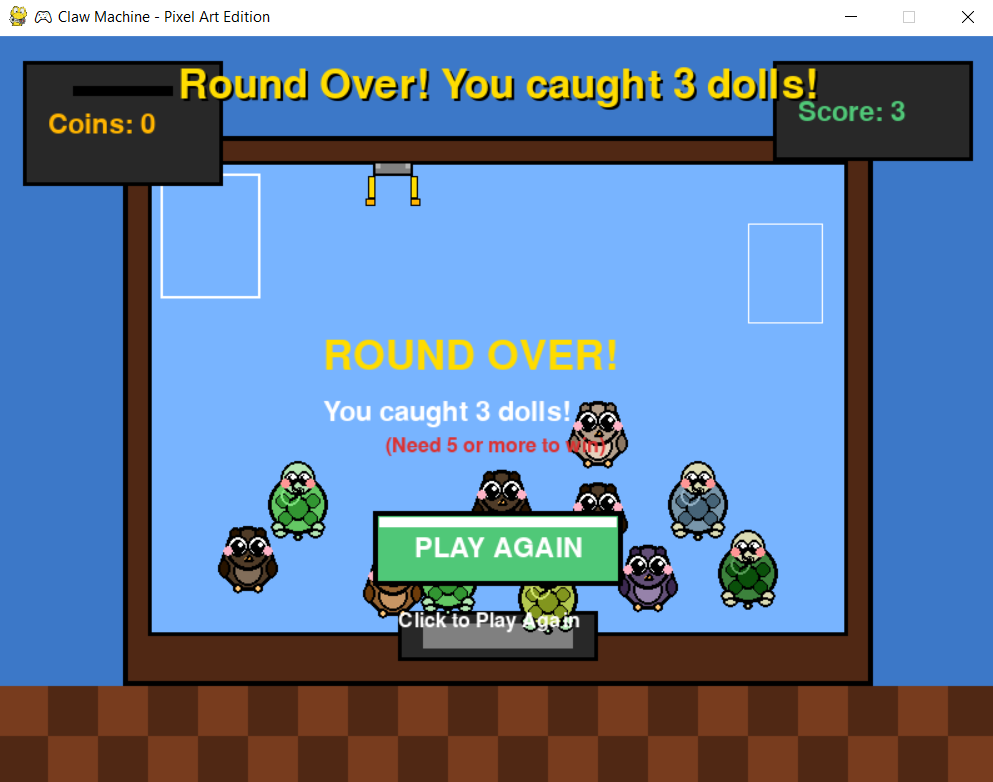 Claw Machine - Pixel Art Edition
Round Over! You caught 3 dolls!
Coins: 0
Score: 3
ROUND OVER!
You caught 3 dolls!
(Need 5 or more to win)
PLAY AGAIN
Click to Play Again